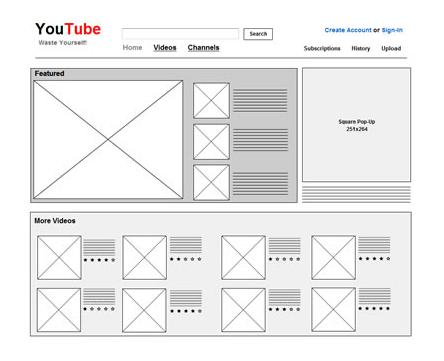 YouTube
Waste Yourself!
Search
Create Account or Sign-In
Home Videos Channels
Subscriptions History Upload
Featured
Square Pop-Up
251x264
More Videos